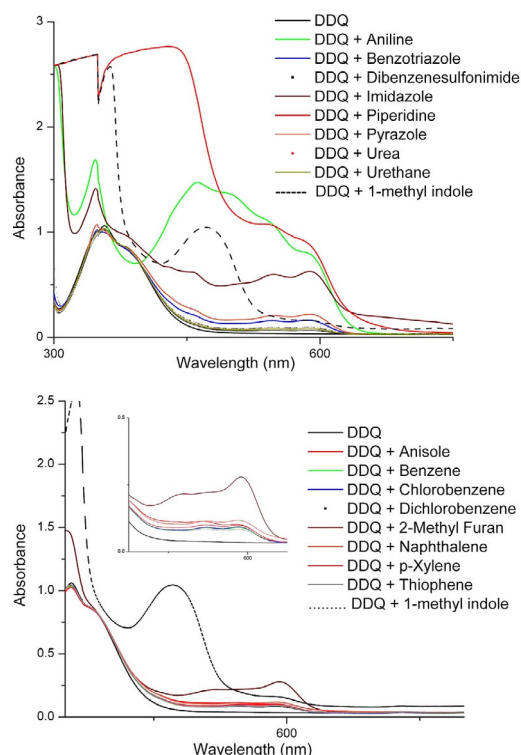 3
2
1
0
Absorbance
300
600
Wavelength (nm)
DDQ
DDQ + Aniline
DDQ + Benzotriazole
DDQ + Dibenzenesulfonimide
DDQ + Imidazole
DDQ + Piperidine
DDQ + Pyrazole
DDQ + Urea
DDQ + Urethane
DDQ + 1-methyl indole
2.5
2.0
1.5
1.0
0.5
0.0
Absorbance
0.5
0.0
600
600
Wavelength (nm)
DDQ
DDQ + Anisole
DDQ + Benzene
DDQ + Chlorobenzene
DDQ + Dichlorobenzene
DDQ + 2-Methyl Furan
DDQ + Naphthalene
DDQ + p-Xylene
DDQ + Thiophene
DDQ + 1-methyl indole